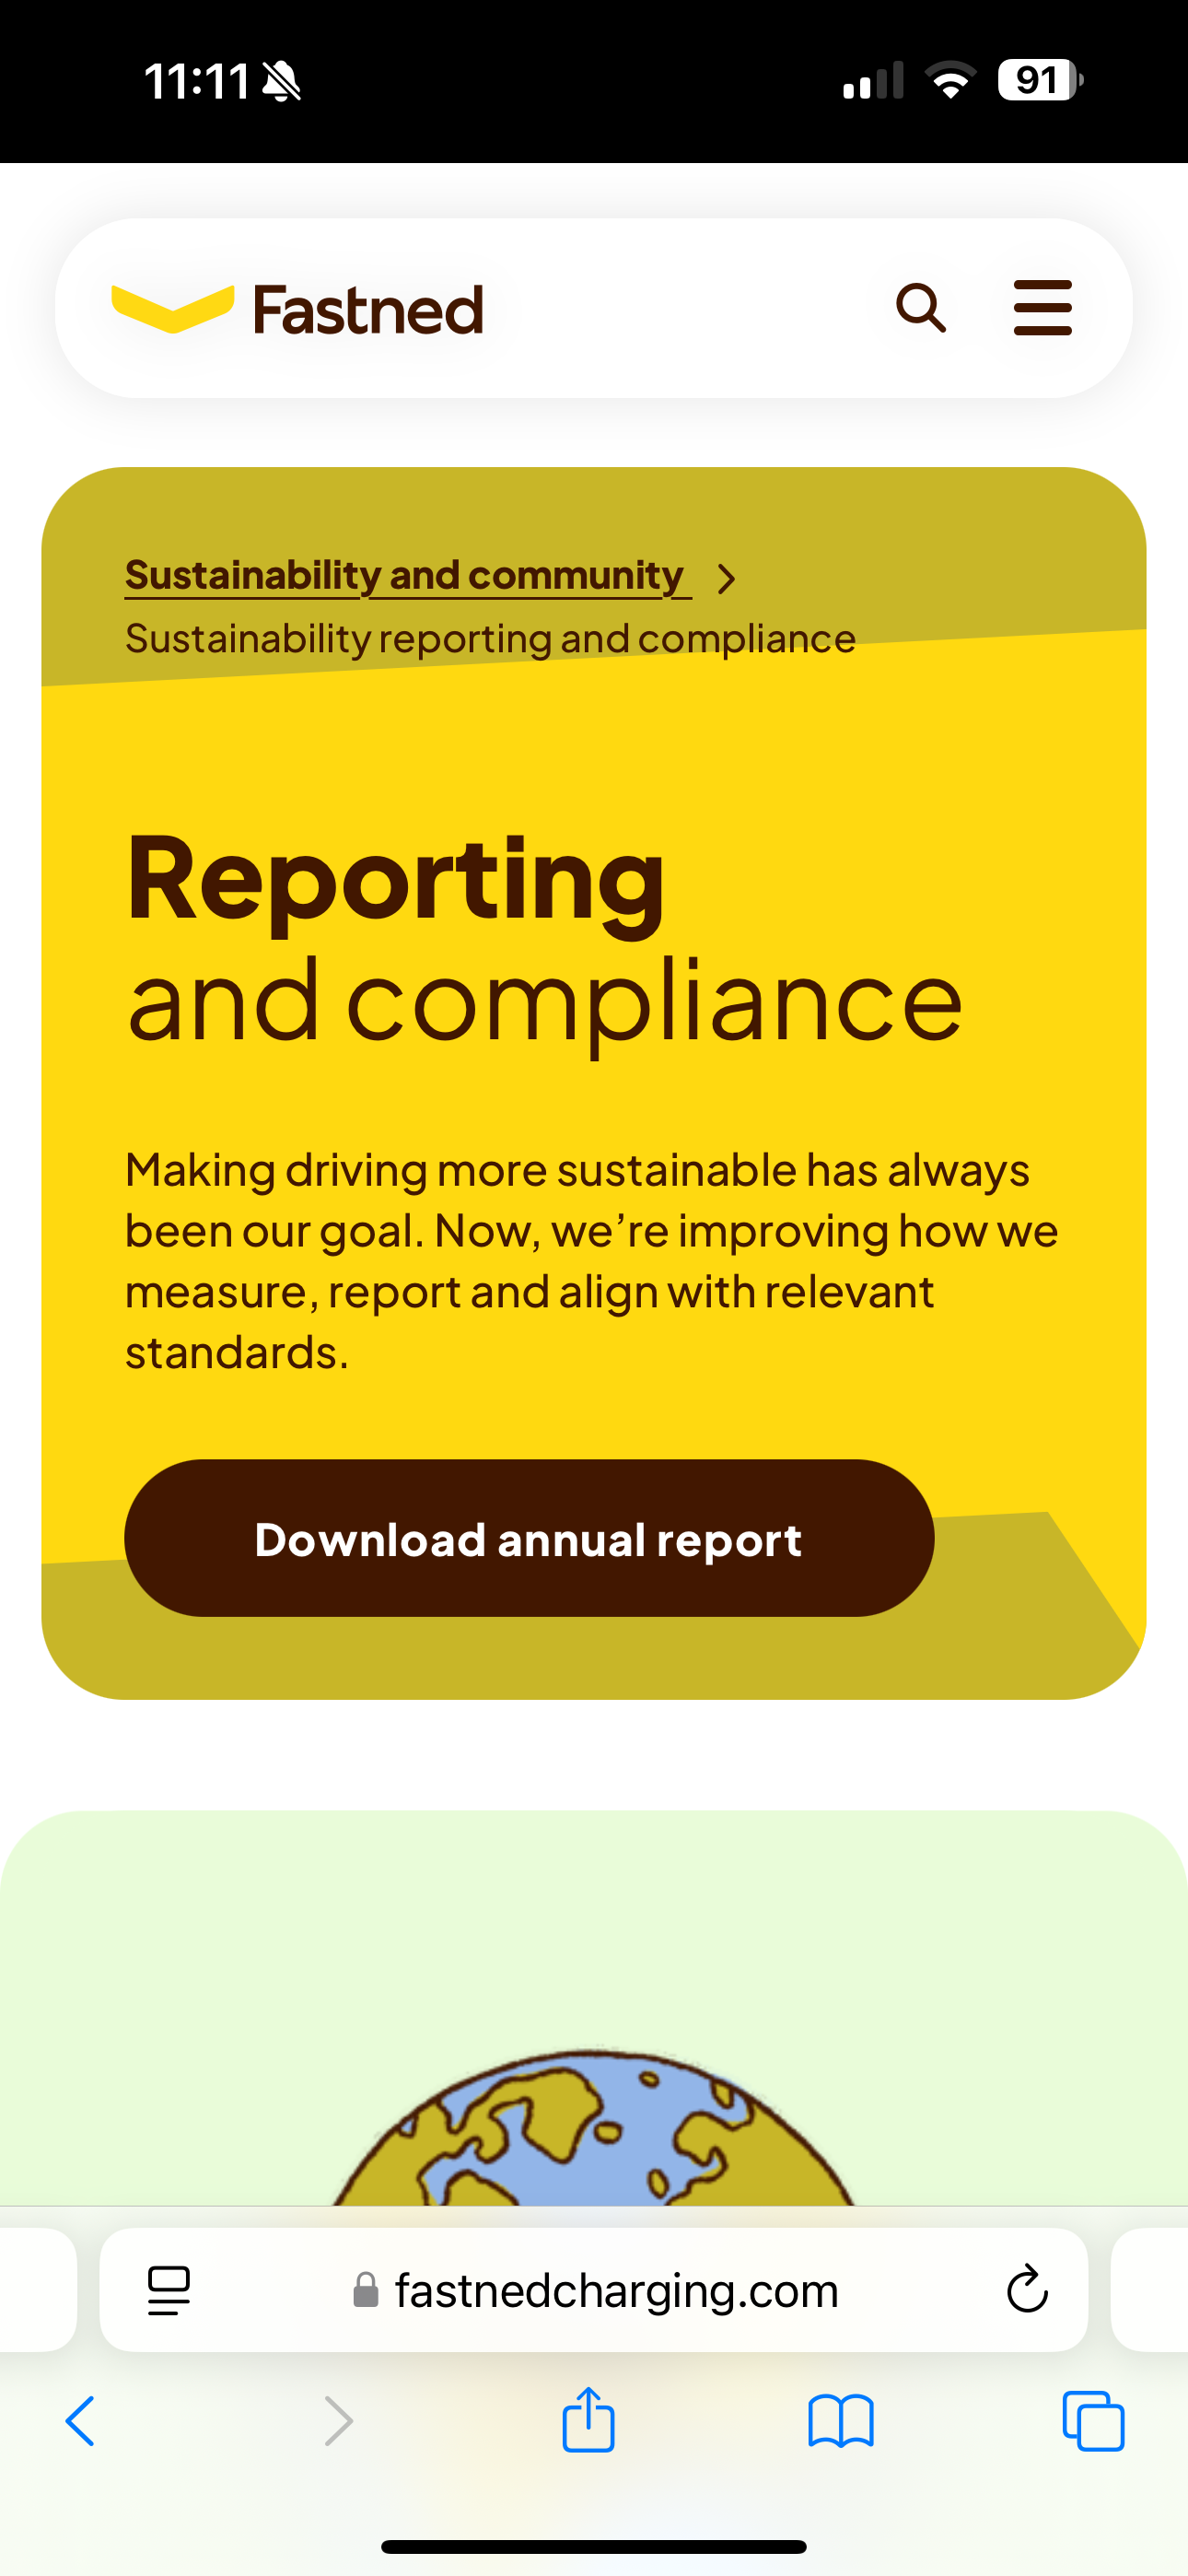 11:11
91
Fastned
Sustainability and community
Sustainability reporting and compliance
Reporting
and compliance
Making driving more sustainable has always
been our goal. Now, we’re improving how we
measure, report and align with relevant
standards.
Download annual report
fastnedcharging.com